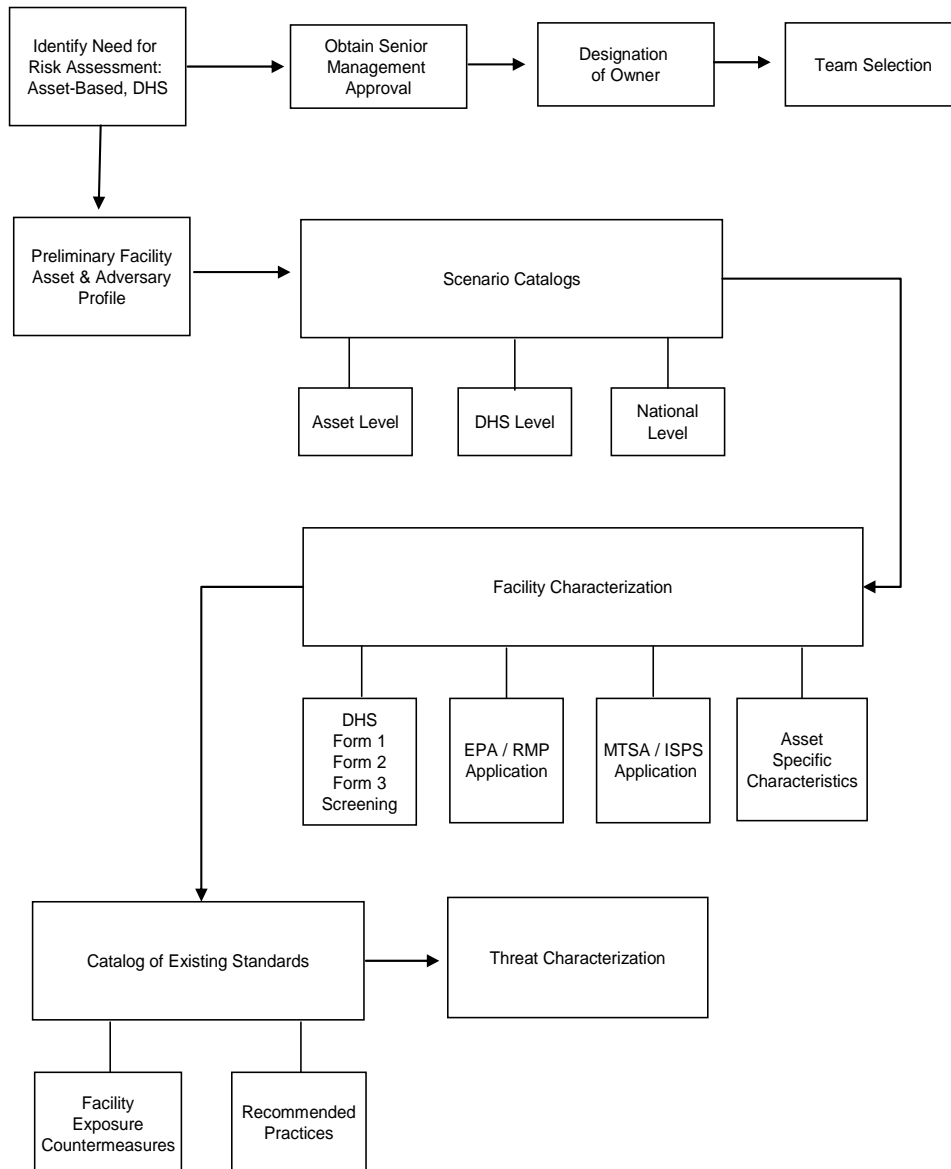 Identify Need for
Risk Assessment:
Asset-Based, DHS
Obtain Senior
Management
Approval
Designation
of Owner
Team Selection
Preliminary Facility
Asset & Adversary
Profile
Scenario Catalogs
Asset Level
DHS Level
National
Level
Facility Characterization
DHS
Form 1
Form 2
Form 3
Screening
EPA / RMP
Application
MTSA / ISPS
Application
Asset
Specific
Characteristics
Catalog of Existing Standards
Threat Characterization
Facility
Exposure
Countermeasures
Recommended
Practices